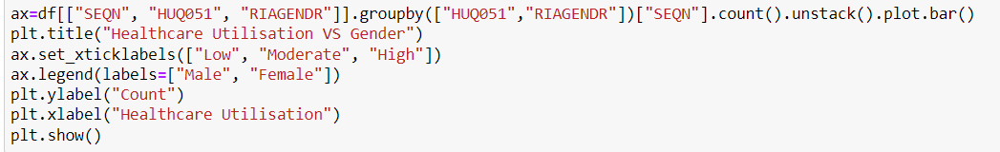 ax=df[["SEQN", "HUQ051", "RIAGENDR"]].groupby(["HUQ051","RIAGENDR"])["SEQN"].count().unstack().plot.bar()
plt.title("Healthcare Utilisation VS Gender")
ax.set_xticklabels(["Low", "Moderate", "High"])
ax.legend(labels=["Male", "Female"])
plt.ylabel("Count")
plt.xlabel("Healthcare Utilisation")
plt.show()